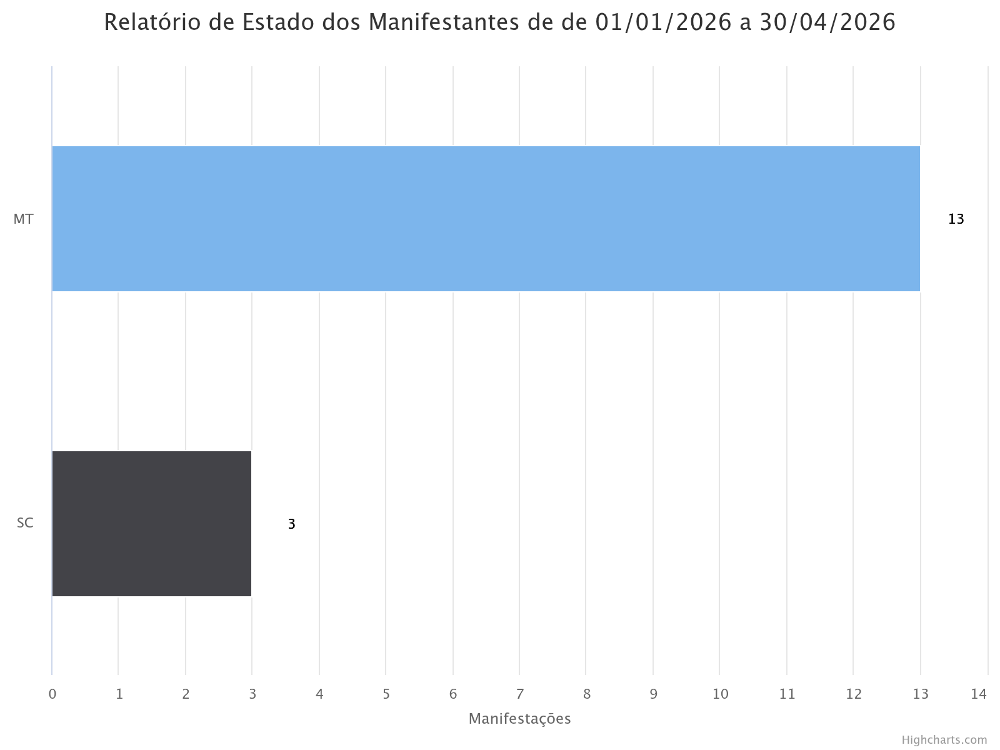 Relatório de Estado dos Manifestantes de de 01/01/2026 a 30/04/2026
MT
13
SC
3
0 1 2 3 4 5 6 7 8 9 10 11 12 13 14
Manifestações
Highcharts.com